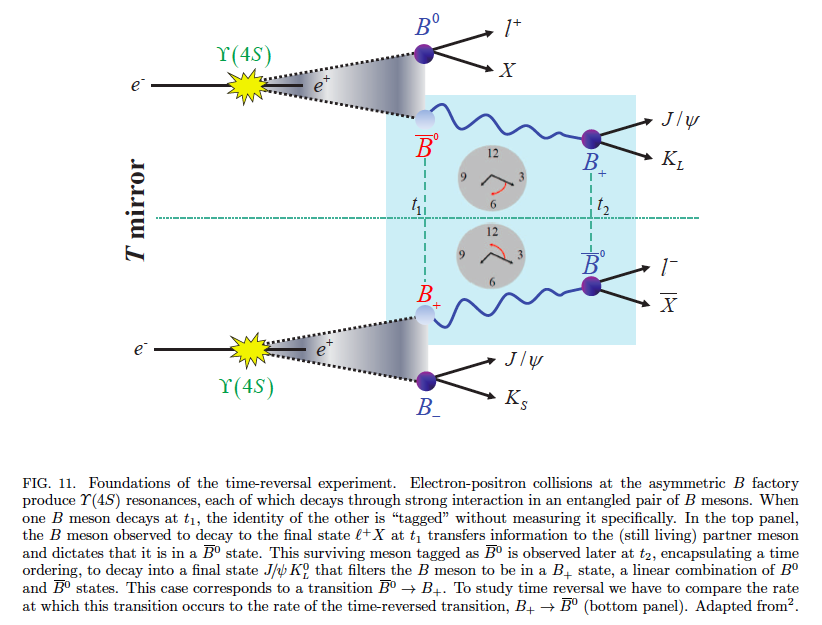 B⁰
l⁺
ϒ(4S)
X
e⁻
e⁺
J/ψ
B̅⁰
12
B₊
K_L
9
3
t₁
6
t₂
T mirror
12
B̅⁰
l⁻
9
3
6
B₊
X̅
e⁻
e⁺
J/ψ
ϒ(4S)
K_S
B₋
FIG. 11. Foundations of the time-reversal experiment. Electron-positron collisions at the asymmetric B factory
produce ϒ(4S) resonances, each of which decays through strong interaction in an entangled pair of B mesons. When
one B meson decays at t₁, the identity of the other is “tagged” without measuring it specifically. In the top panel,
the B meson observed to decay to the final state ℓ⁺X at t₁ transfers information to the (still living) partner meson
and dictates that it is in a B̅⁰ state. This surviving meson tagged as B̅⁰ is observed later at t₂, encapsulating a time
ordering, to decay into a final state J/ψ K⁰_L that filters the B meson to be in a B₊ state, a linear combination of B⁰
and B̅⁰ states. This case corresponds to a transition B̅⁰ → B₊. To study time reversal we have to compare the rate
at which this transition occurs to the rate of the time-reversed transition, B₊ → B̅⁰ (bottom panel). Adapted from².